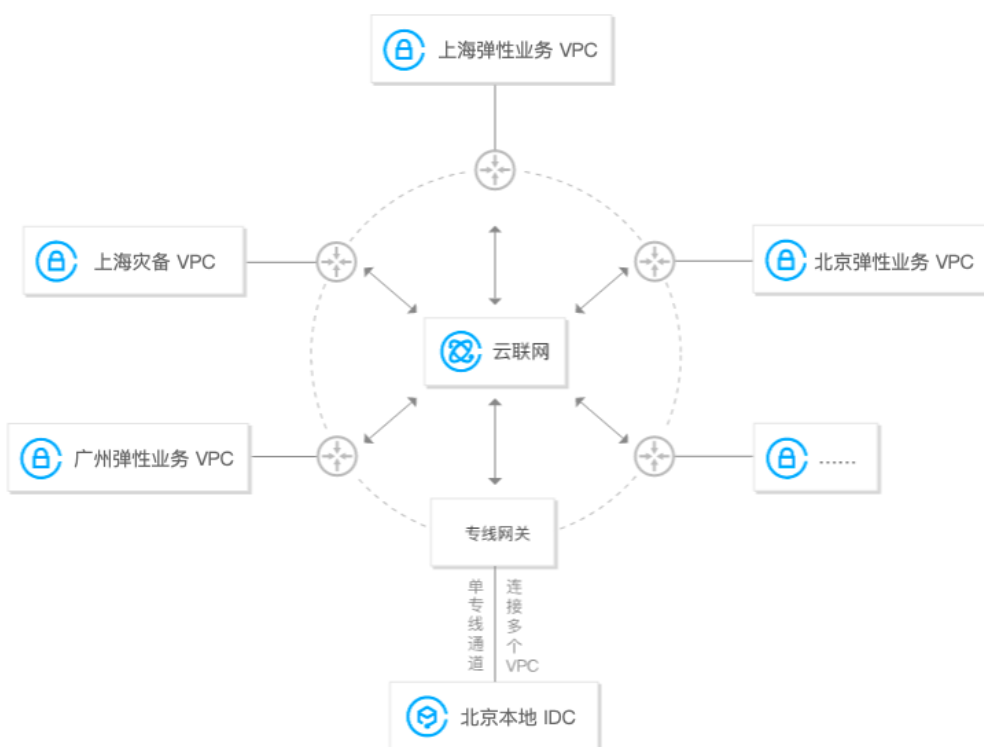 上海弹性业务 VPC
上海灾备 VPC
北京弹性业务 VPC
云联网
广州弹性业务 VPC
......
专线网关
单专线通道
连接多个VPC
北京本地 IDC